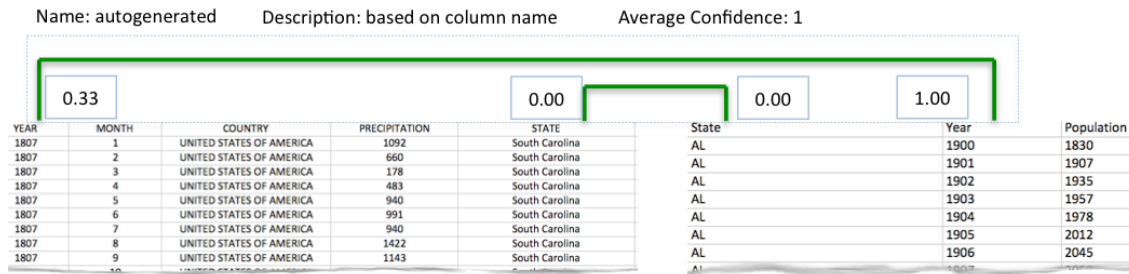 Name: autogenerated Description: based on column name Average Confidence: 1
0.33 0.00 0.00 1.00
YEAR MONTH COUNTRY PRECIPITATION STATE
1807 1 UNITED STATES OF AMERICA 1092 South Carolina
1807 2 UNITED STATES OF AMERICA 660 South Carolina
1807 3 UNITED STATES OF AMERICA 178 South Carolina
1807 4 UNITED STATES OF AMERICA 483 South Carolina
1807 5 UNITED STATES OF AMERICA 940 South Carolina
1807 6 UNITED STATES OF AMERICA 991 South Carolina
1807 7 UNITED STATES OF AMERICA 940 South Carolina
1807 8 UNITED STATES OF AMERICA 1422 South Carolina
1807 9 UNITED STATES OF AMERICA 1143 South Carolina
State Year Population
AL 1900 1830
AL 1901 1907
AL 1902 1935
AL 1903 1957
AL 1904 1978
AL 1905 2012
AL 1906 2045